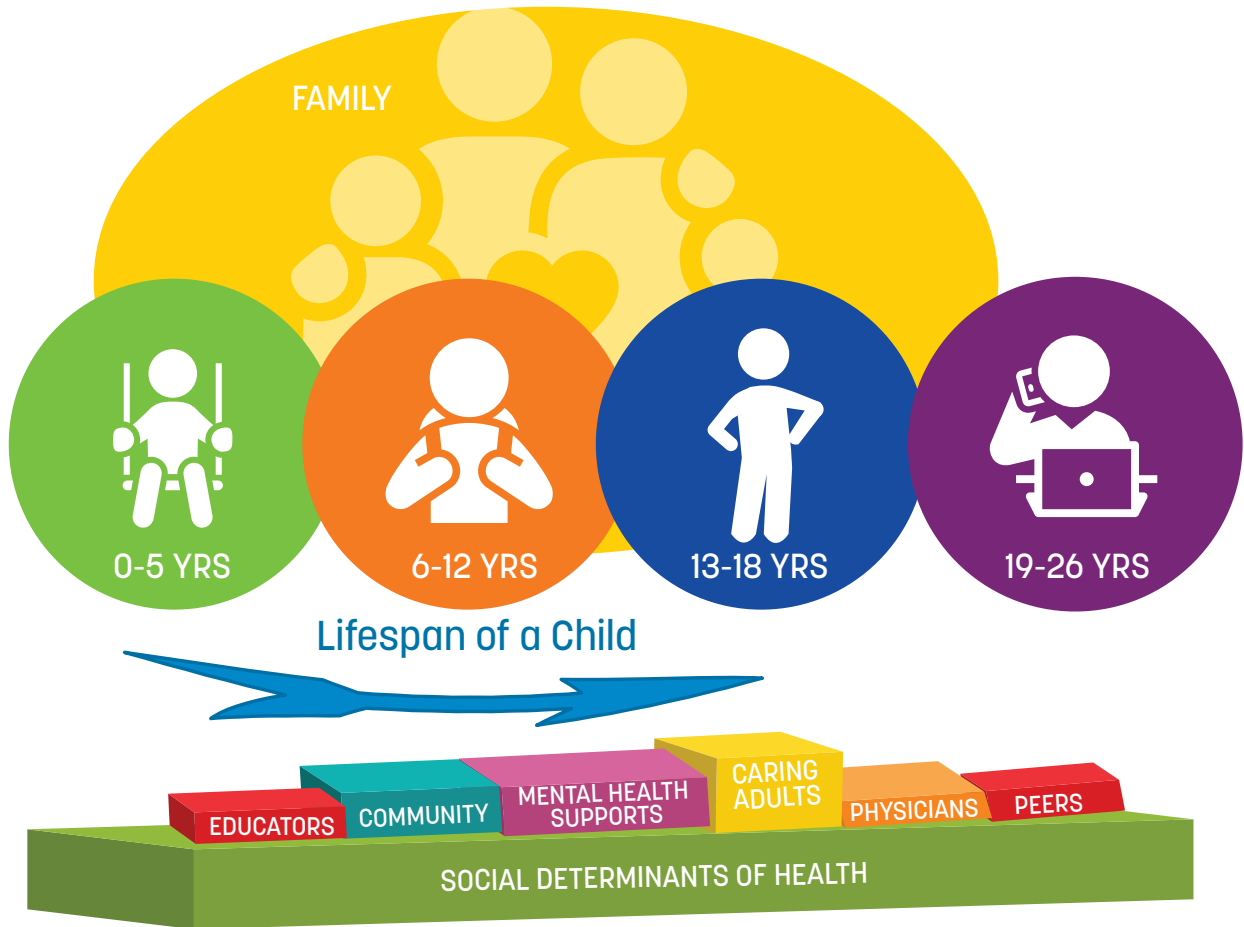 FAMILY
0-5 YRS
6-12 YRS
13-18 YRS
19-26 YRS
Lifespan of a Child
EDUCATORS
COMMUNITY
MENTAL HEALTH
SUPPORTS
CARING
ADULTS
PHYSICIANS
PEERS
SOCIAL DETERMINANTS OF HEALTH